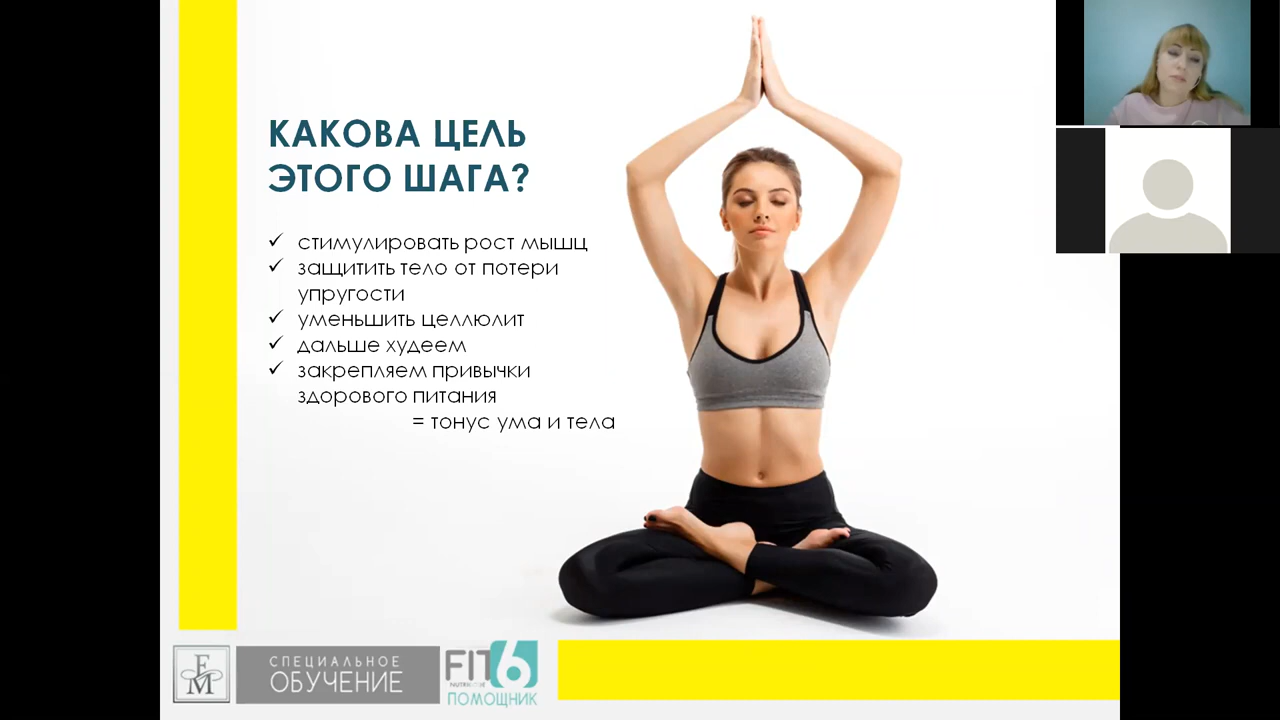 КАКОВА ЦЕЛЬ
ЭТОГО ШАГА?
стимулировать рост мышц
защитить тело от потери
упругости
уменьшить целлюлит
дальше худеем
закрепляем привычки
здорового питания
= тонус ума и тела
FM
СПЕЦИАЛЬНОЕ
ОБУЧЕНИЕ
FIT6
ПОМОЩНИК